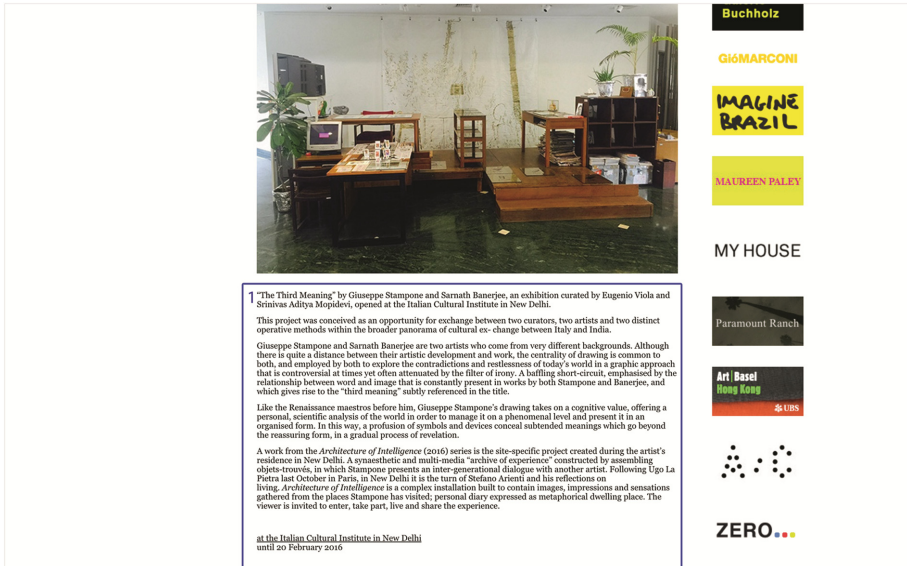 Buchholz
GióMARCONI
IMAGINE
BRAZIL
MAUREEN PALEY
MY HOUSE
Paramount Ranch
Art | Basel
Hong Kong
UBS
A.C
ZERO...
1
“The Third Meaning” by Giuseppe Stampone and Sarnath Banerjee, an exhibition curated by Eugenio Viola and
Srinivas Aditya Mopidevi, opened at the Italian Cultural Institute in New Delhi.
This project was conceived as an opportunity for exchange between two curators, two artists and two distinct
operative methods within the broader panorama of cultural ex- change between Italy and India.
Giuseppe Stampone and Sarnath Banerjee are two artists who come from very different backgrounds. Although
there is quite a distance between their artistic development and work, the centrality of drawing is common to
both, and employed by both to explore the contradictions and restlessness of today’s world in a graphic approach
that is controversial at times yet often attenuated by the filter of irony. A baffling short-circuit, emphasised by the
relationship between word and image that is constantly present in works by both Stampone and Banerjee, and
which gives rise to the “third meaning” subtly referenced in the title.
Like the Renaissance maestros before him, Giuseppe Stampone’s drawing takes on a cognitive value, offering a
personal, scientific analysis of the world in order to manage it on a phenomenal level and present it in an
organised form. In this way, a profusion of symbols and devices conceal subtended meanings which go beyond
the reassuring form, in a gradual process of revelation.
A work from the Architecture of Intelligence (2016) series is the site-specific project created during the artist’s
residence in New Delhi. A synaesthetic and multi-media “archive of experience” constructed by assembling
objets-trouvés, in which Stampone presents an inter-generational dialogue with another artist. Following Ugo La
Pietra last October in Paris, in New Delhi it is the turn of Stefano Arienti and his reflections on
living. Architecture of Intelligence is a complex installation built to contain images, impressions and sensations
gathered from the places Stampone has visited; personal diary expressed as metaphorical dwelling place. The
viewer is invited to enter, take part, live and share the experience.
at the Italian Cultural Institute in New Delhi
until 20 February 2016